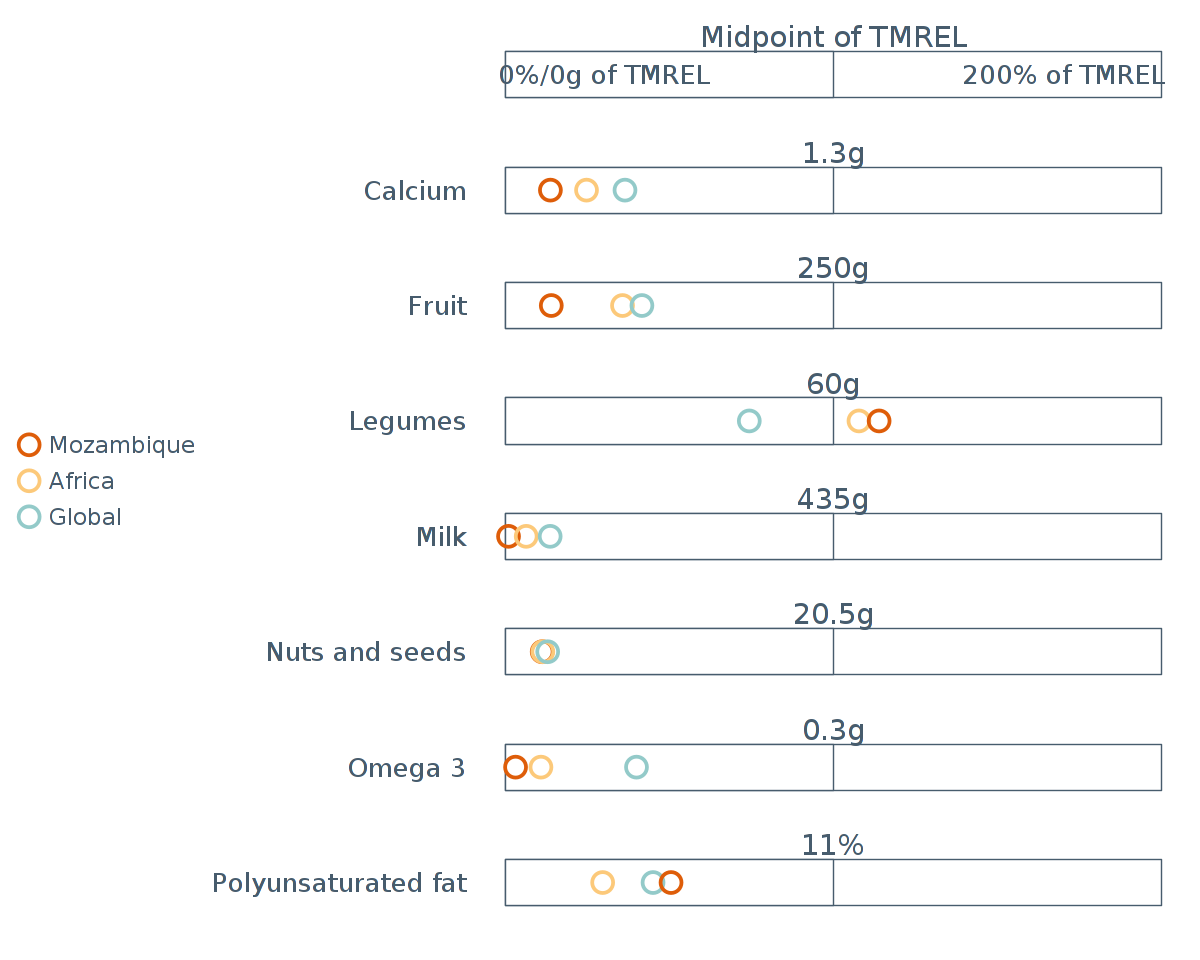 Midpoint of TMREL
0%/0g of TMREL
200% of TMREL
1.3g
Calcium
250g
Fruit
60g
Legumes
Mozambique
Africa
Global
435g
Milk
20.5g
Nuts and seeds
0.3g
Omega 3
11%
Polyunsaturated fat